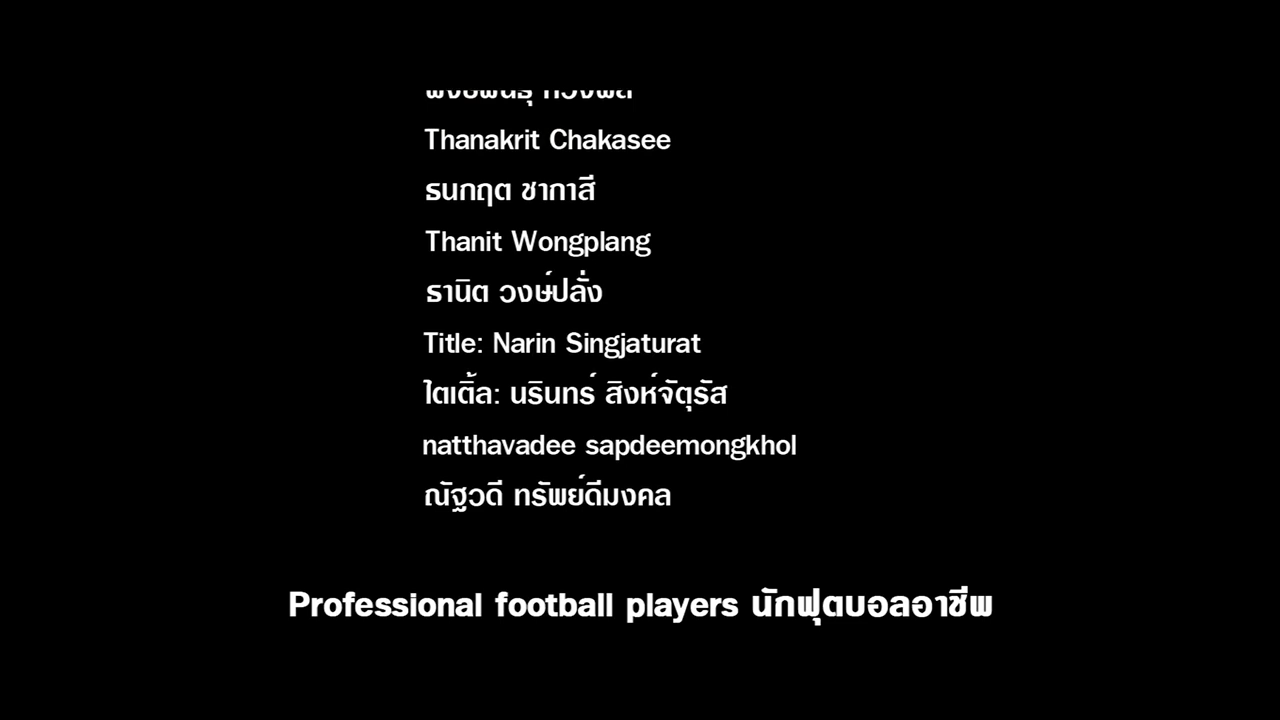 Thanakrit Chakasee
ธนกฤต ชากาสี
Thanit Wongplang
ธานิต วงษ์ปลั่ง
Title: Narin Singjaturat
ไตเติ้ล: นรินทร์ สิงห์จัตุรัส
natthavadee sapdeemongkhol
ณัฐวดี ทรัพย์ดีมงคล
Professional football players นักฟุตบอลอาชีพ